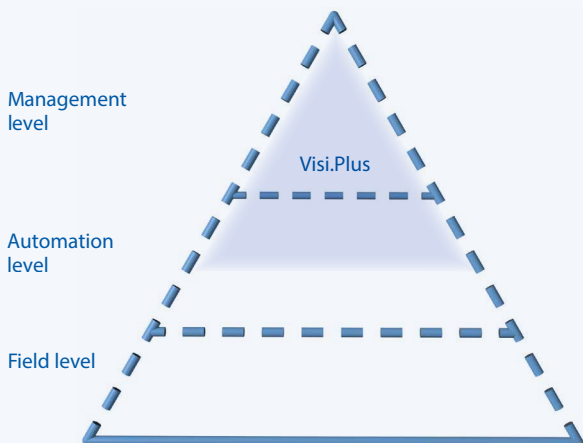 Management
level
Visi.Plus
Automation
level
Field level